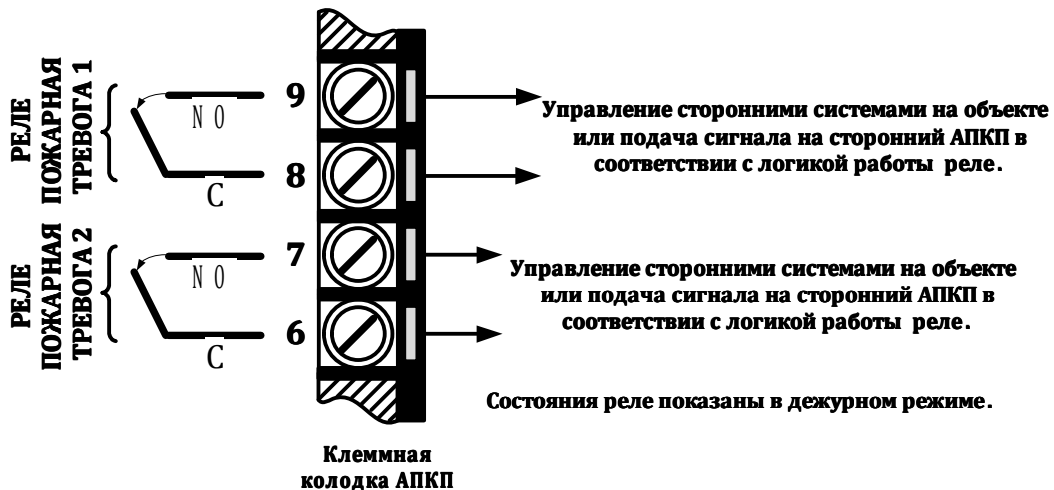 РЕЛЕ
ПОЖАРНАЯ
ТРЕВОГА 1
N O
C
9
8
Управление сторонними системами на объекте
или подача сигнала на сторонний АПКП в
соответствии с логикой работы реле.
РЕЛЕ
ПОЖАРНАЯ
ТРЕВОГА 2
N O
C
7
6
Управление сторонними системами на объекте
или подача сигнала на сторонний АПКП в
соответствии с логикой работы реле.
Состояния реле показаны в дежурном режиме.
Клеммная
колодка АПКП